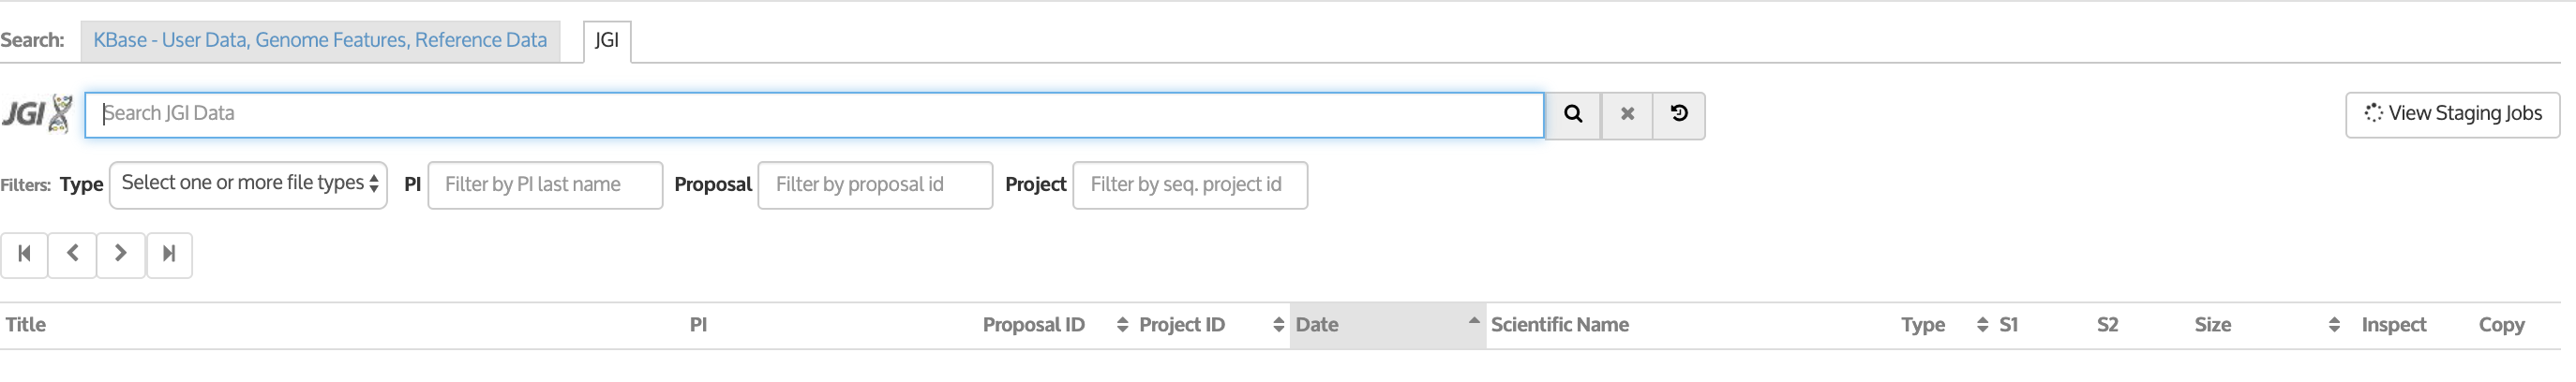 Search: KBase - User Data, Genome Features, Reference Data JGI
JGI Search JGI Data View Staging Jobs
Filters: Type Select one or more file types PI Filter by PI last name Proposal Filter by proposal id Project Filter by seq. project id
Title PI Proposal ID Project ID Date Scientific Name Type S1 S2 Size Inspect Copy